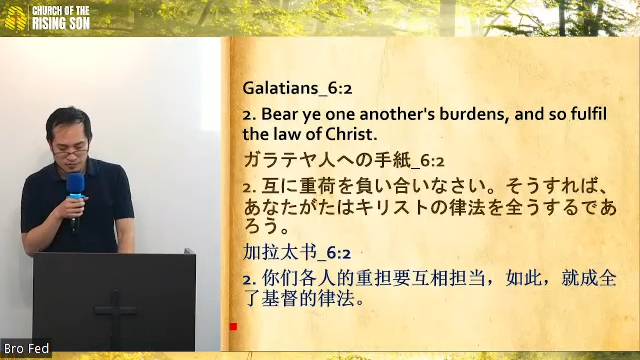 CHURCH OF THE
RISING SON
Galatians_6:2
2. Bear ye one another's burdens, and so fulfil
the law of Christ.
ガラテヤ人への手紙_6:2
2. 互に重荷を負い合いなさい。そうすれば、
あなたがたはキリストの律法を全うするであ
ろう。
加拉太书_6:2
2. 你们各人的重担要互相担当，如此，就成全
了基督的律法。
Bro Fed